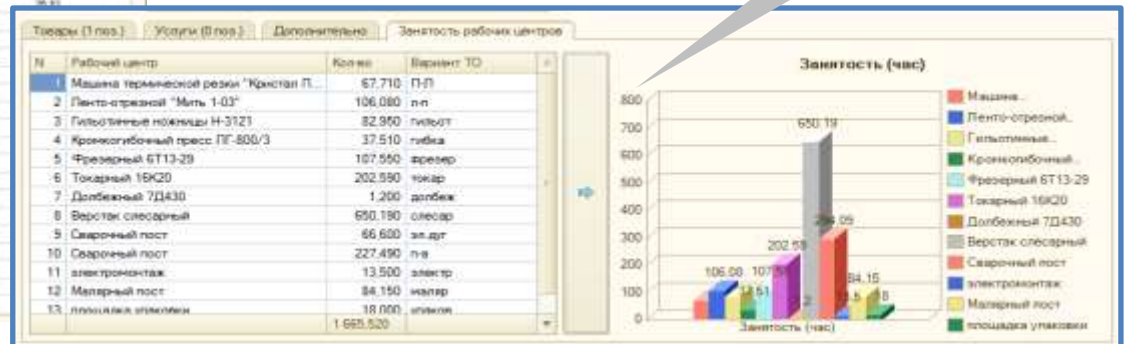 Товары (1 поз.) Услуги (0 поз.) Дополнительно Занятость рабочих центров
N Рабочий центр Кол-во Вариант ТО
1 Машина термической резки "Кристал П... 67,710 П-П
2 Ленто-отрезной "Мить 1-03" 106,080 п-п
3 Гильотинные ножницы Н-3121 82,950 гильот
4 Кромкогибочный пресс ПГ-800/3 37,510 гибка
5 Фрезерный 6Т13-29 107,550 фрезер
6 Токарный 16К20 202,590 токар
7 Долбежный 7Д430 1,200 долбеж
8 Верстак слесарный 650,190 слесар
9 Сварочный пост 66,600 эл.дуг
10 Сварочный пост 227,490 п-а
11 электромонтаж 13,500 электр
12 Малярный пост 84,150 маляр
13 площадка упаковки 18,000 упаков
1 665,520
Занятость (час)
800
700
600
500
400
300
200
100
0
650.19
202.59
106.08
84.15
Занятость (час)
Машина...
Ленто-отрезной...
Гильотинные...
Кромкогибочный...
Фрезерный 6Т13-29
Токарный 16К20
Долбежный 7Д430
Верстак слесарный
Сварочный пост
электромонтаж
Малярный пост
площадка упаковки